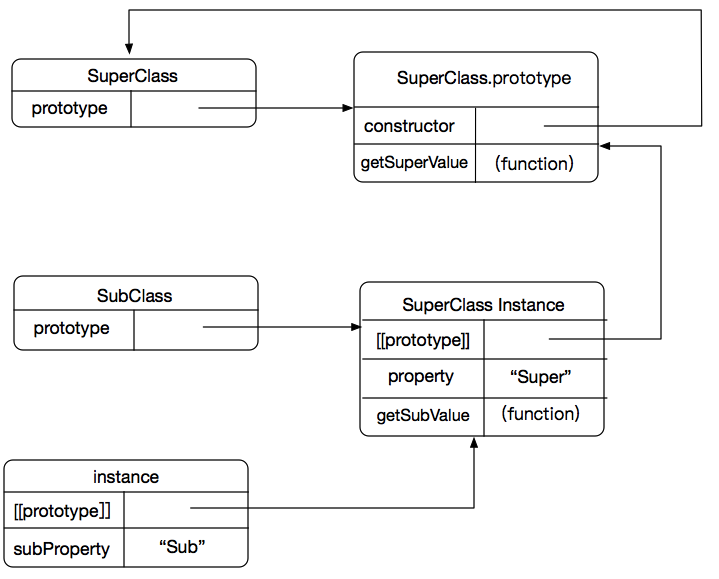 SuperClass
prototype
SuperClass.prototype
constructor
getSuperValue (function)
SubClass
prototype
SuperClass Instance
[[prototype]]
property “Super”
getSubValue (function)
instance
[[prototype]]
subProperty “Sub”